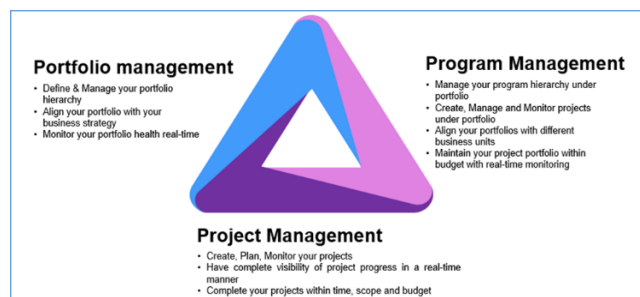 Portfolio management
• Define & Manage your portfolio
hierarchy
• Align your portfolio with your
business strategy
• Monitor your portfolio health real-time
Program Management
• Manage your program hierarchy under
portfolio
• Create, Manage and Monitor projects
under portfolio
• Align your portfolios with different
business units
• Maintain your project portfolio within
budget with real-time monitoring
Project Management
• Create, Plan, Monitor your projects
• Have complete visibility of project progress in a real-time
manner
• Complete your projects within time, scope and budget